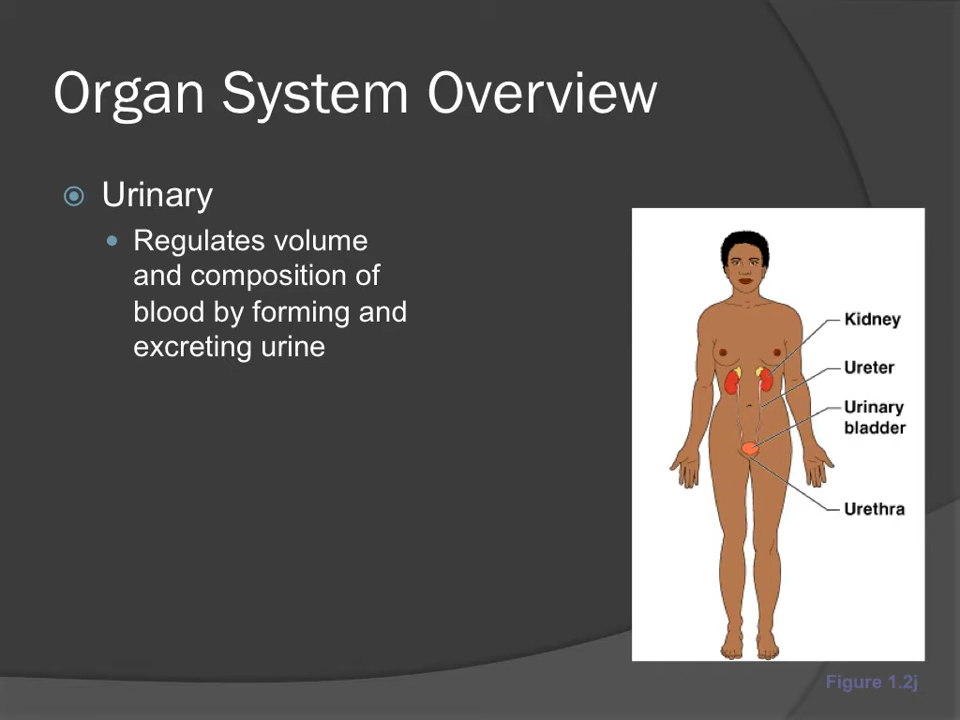 Organ System Overview
Urinary
Regulates volume
and composition of
blood by forming and
excreting urine
Kidney
Ureter
Urinary
bladder
Urethra
Figure 1.2j